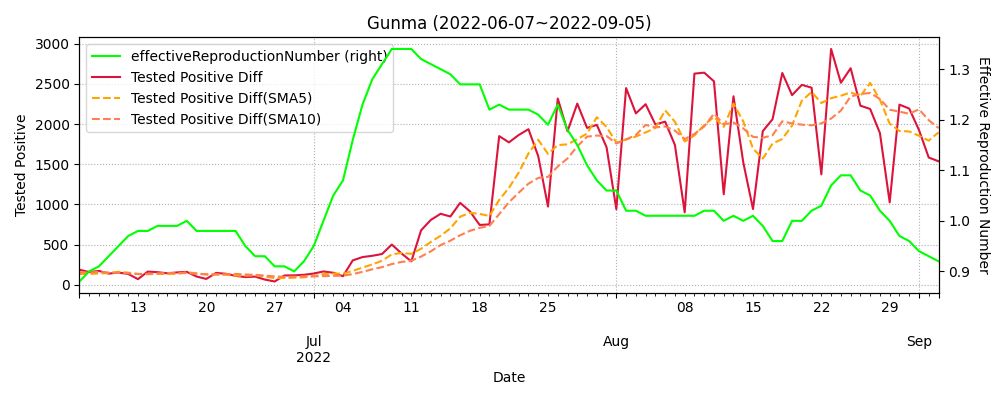 Gunma (2022-06-07~2022-09-05)
effectiveReproductionNumber (right)
Tested Positive Diff
Tested Positive Diff(SMA5)
Tested Positive Diff(SMA10)
Tested Positive
3000
2500
2000
1500
1000
500
0
Effective Reproduction Number
1.3
1.2
1.1
1.0
0.9
13 20 27 04 11 18 25 08 15 22 29
Jul Aug Sep
2022
Date